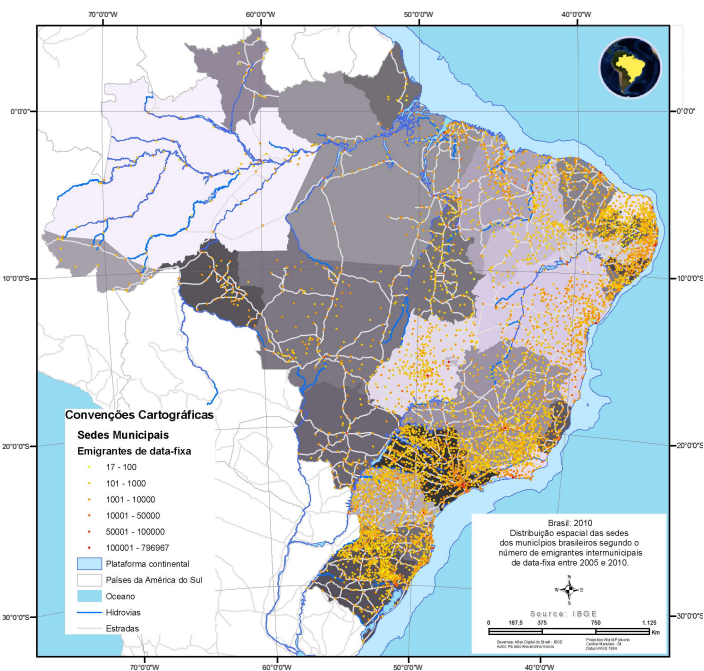 70°0'0"W
60°0'0"W
50°0'0"W
40°0'0"W
0°0'0"
0°0'0"
10°0'0"S
10°0'0"S
20°0'0"S
20°0'0"S
30°0'0"S
30°0'0"S
Convenções Cartográficas
Sedes Municipais
Emigrantes de data-fixa
17 - 100
101 - 1000
1001 - 10000
10001 - 50000
50001 - 100000
100001 - 796967
Plataforma continental
Países da América do Sul
Oceano
Hidrovias
Estradas
Brasil: 2010
Distribuição espacial das sedes
dos municípios brasileiros segundo o
número de emigrantes intermunicipais
de data-fixa entre 2005 e 2010.
N
W
E
S
Source: IBGE
0 187.5 375 750 1.125
Km
70°0'0"W
60°0'0"W
50°0'0"W
40°0'0"W